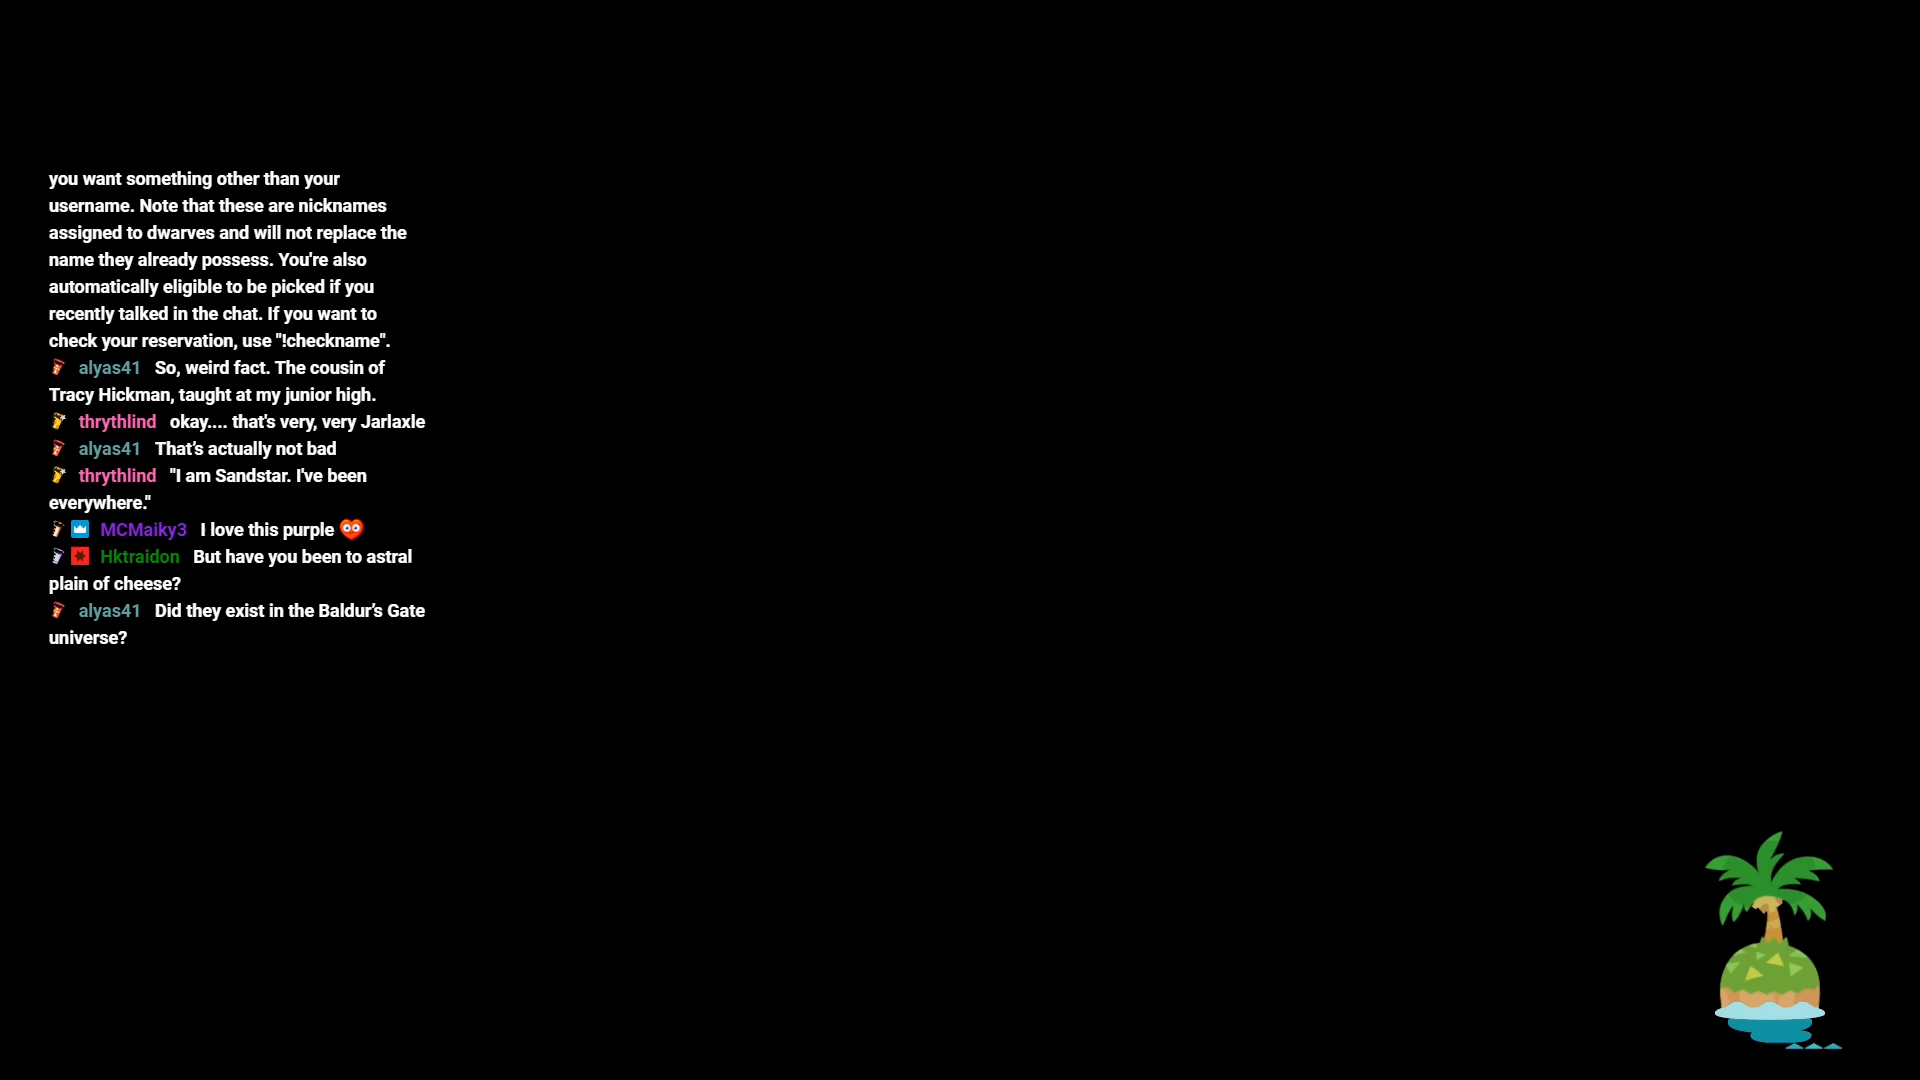 you want something other than your
username. Note that these are nicknames
assigned to dwarves and will not replace the
name they already possess. You're also
automatically eligible to be picked if you
recently talked in the chat. If you want to
check your reservation, use "!checkname".
alyas41 So, weird fact. The cousin of
Tracy Hickman, taught at my junior high.
thrythlind okay.... that's very, very Jarlaxle
alyas41 That’s actually not bad
thrythlind "I am Sandstar. I've been
everywhere."
MCMaiky3 I love this purple
Hktraidon But have you been to astral
plain of cheese?
alyas41 Did they exist in the Baldur’s Gate
universe?